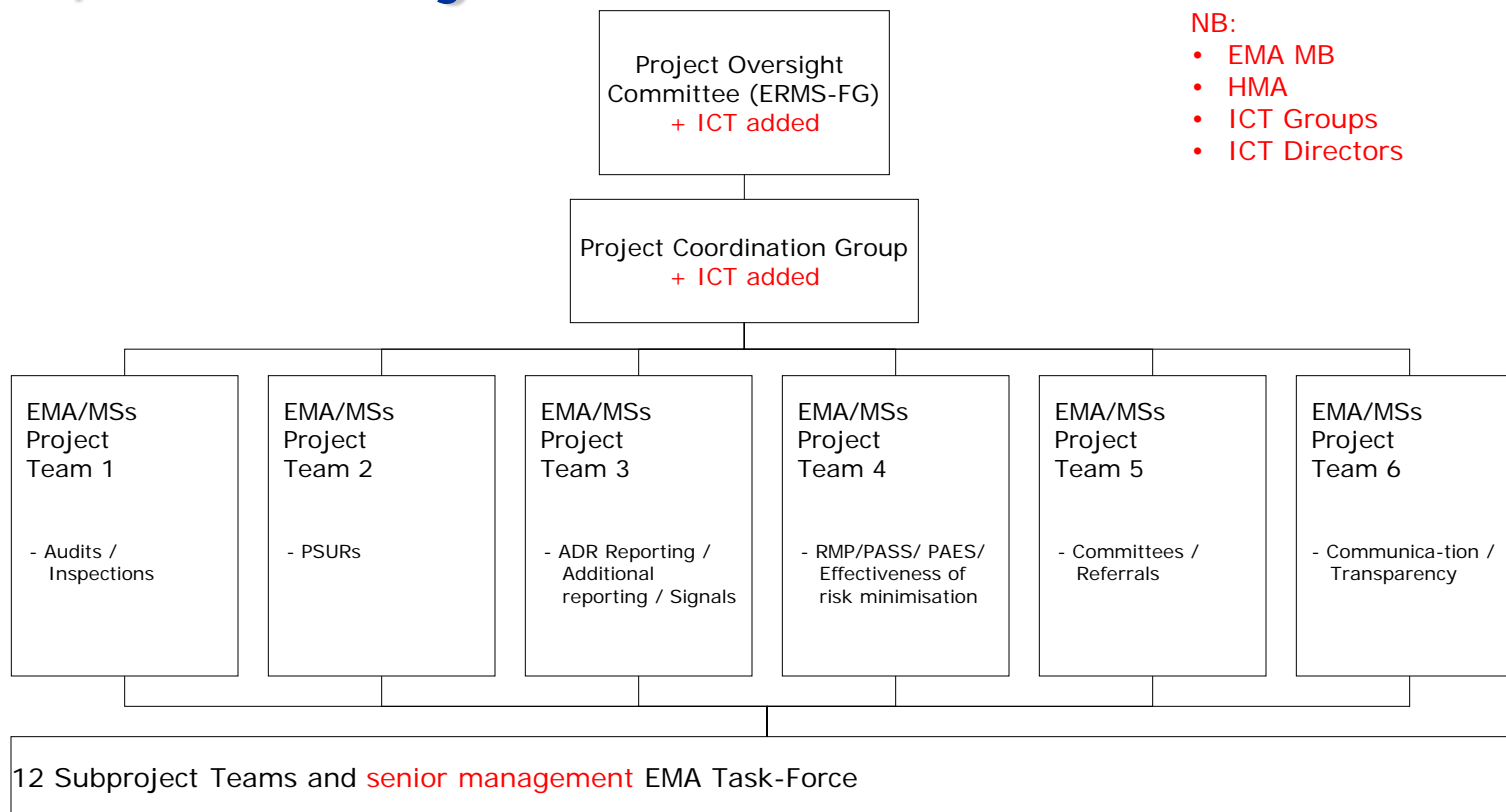 Project Oversight
Committee (ERMS-FG)
+ ICT added
NB:
• EMA MB
• HMA
• ICT Groups
• ICT Directors
Project Coordination Group
+ ICT added
EMA/MSs
Project
Team 1
- Audits /
Inspections
EMA/MSs
Project
Team 2
- PSURs
EMA/MSs
Project
Team 3
- ADR Reporting /
Additional
reporting / Signals
EMA/MSs
Project
Team 4
- RMP/PASS/ PAES/
Effectiveness of
risk minimisation
EMA/MSs
Project
Team 5
- Committees /
Referrals
EMA/MSs
Project
Team 6
- Communica-tion /
Transparency
12 Subproject Teams and senior management EMA Task-Force